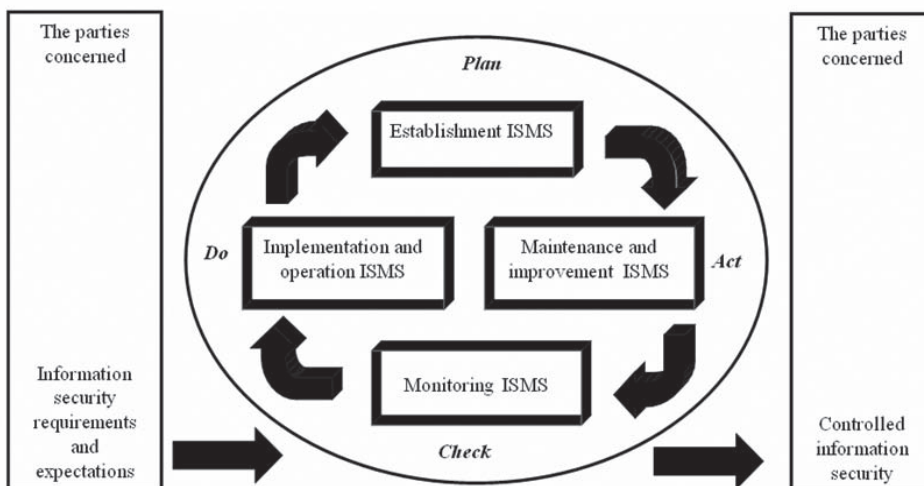 The parties
concerned
Information
security
requirements
and
expectations
Plan
Establishment ISMS
Do
Implementation and
operation ISMS
Maintenance and
improvement ISMS
Act
Monitoring ISMS
Check
The parties
concerned
Controlled
information
security